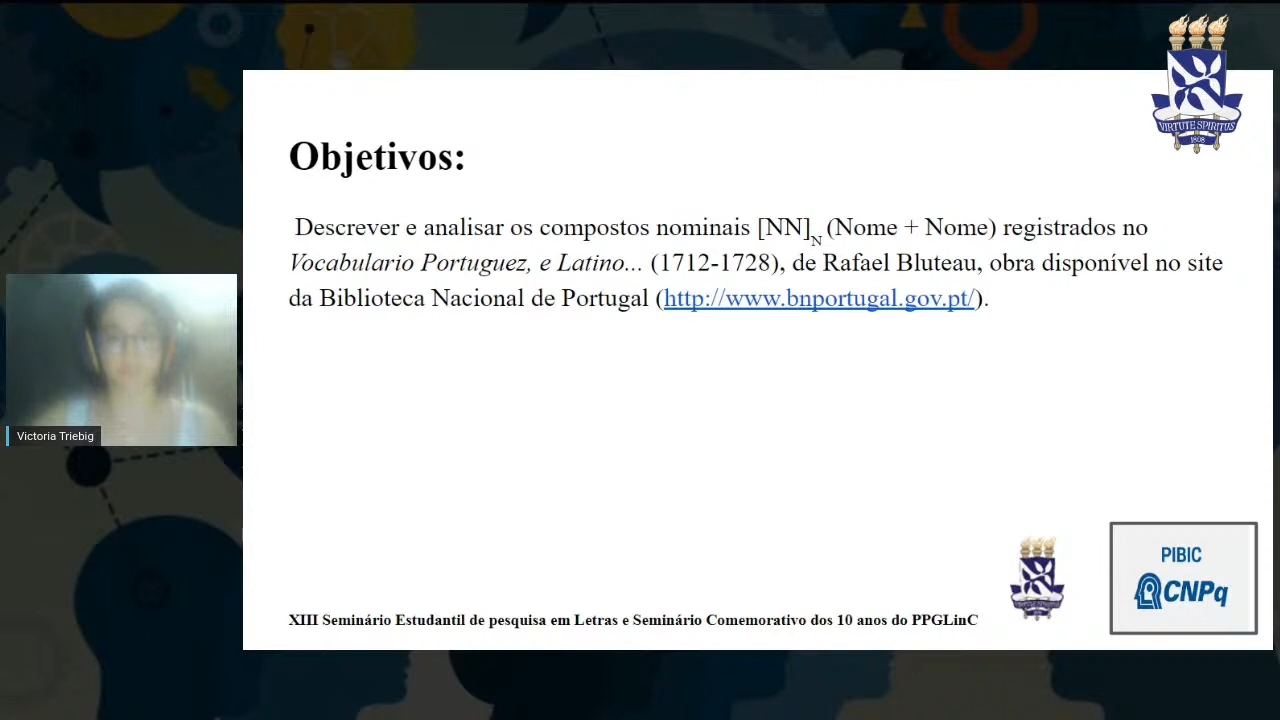 VIRTUTE SPIRITUS
1808
Objetivos:
Descrever e analisar os compostos nominais [NN]N (Nome + Nome) registrados no
Vocabulario Portuguez, e Latino... (1712-1728), de Rafael Bluteau, obra disponível no site
da Biblioteca Nacional de Portugal (http://www.bnportugal.gov.pt/).
Victoria Triebig
PIBIC
CNPq
XIII Seminário Estudantil de pesquisa em Letras e Seminário Comemorativo dos 10 anos do PPGLinC